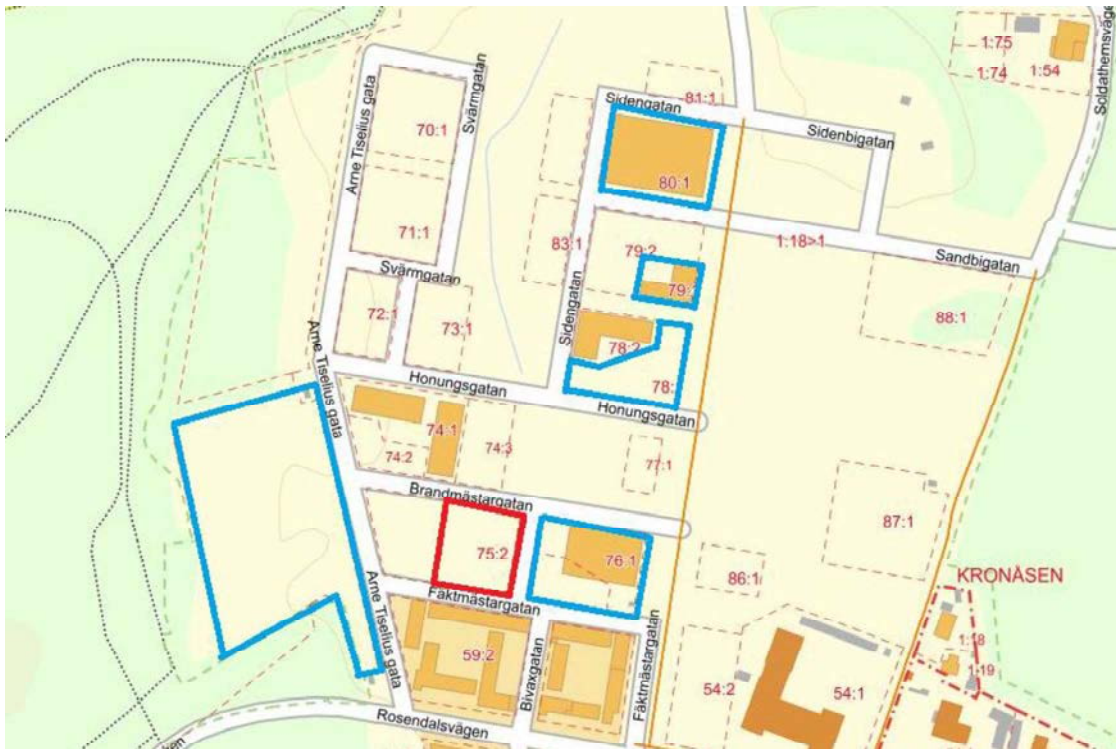 Soldathemsväge
1:75
1:74
1:54
81:1
Sidengatan
Sidenbigatan
Arne Tiselius gata
Svärmgatan
70:1
80:1
71:1
83:1
79:2
1:18>1
Sandbigatan
Svärmgatan
79:
Sidengatan
72:1
73:1
88:1
78:2
Arne Tiselius gata
Honungsgatan
78:
Honungsgatan
74:1
74:2
74:3
77:1
Brandmästargatan
87:1
75:2
76:1
86:1
KRONÅSEN
Arne Tiselius gata
Fäktmästargatan
59:2
Bivaxgatan
Fäktmästargatan
54:2
54:1
1:18
1:19
Rosendalsvägen